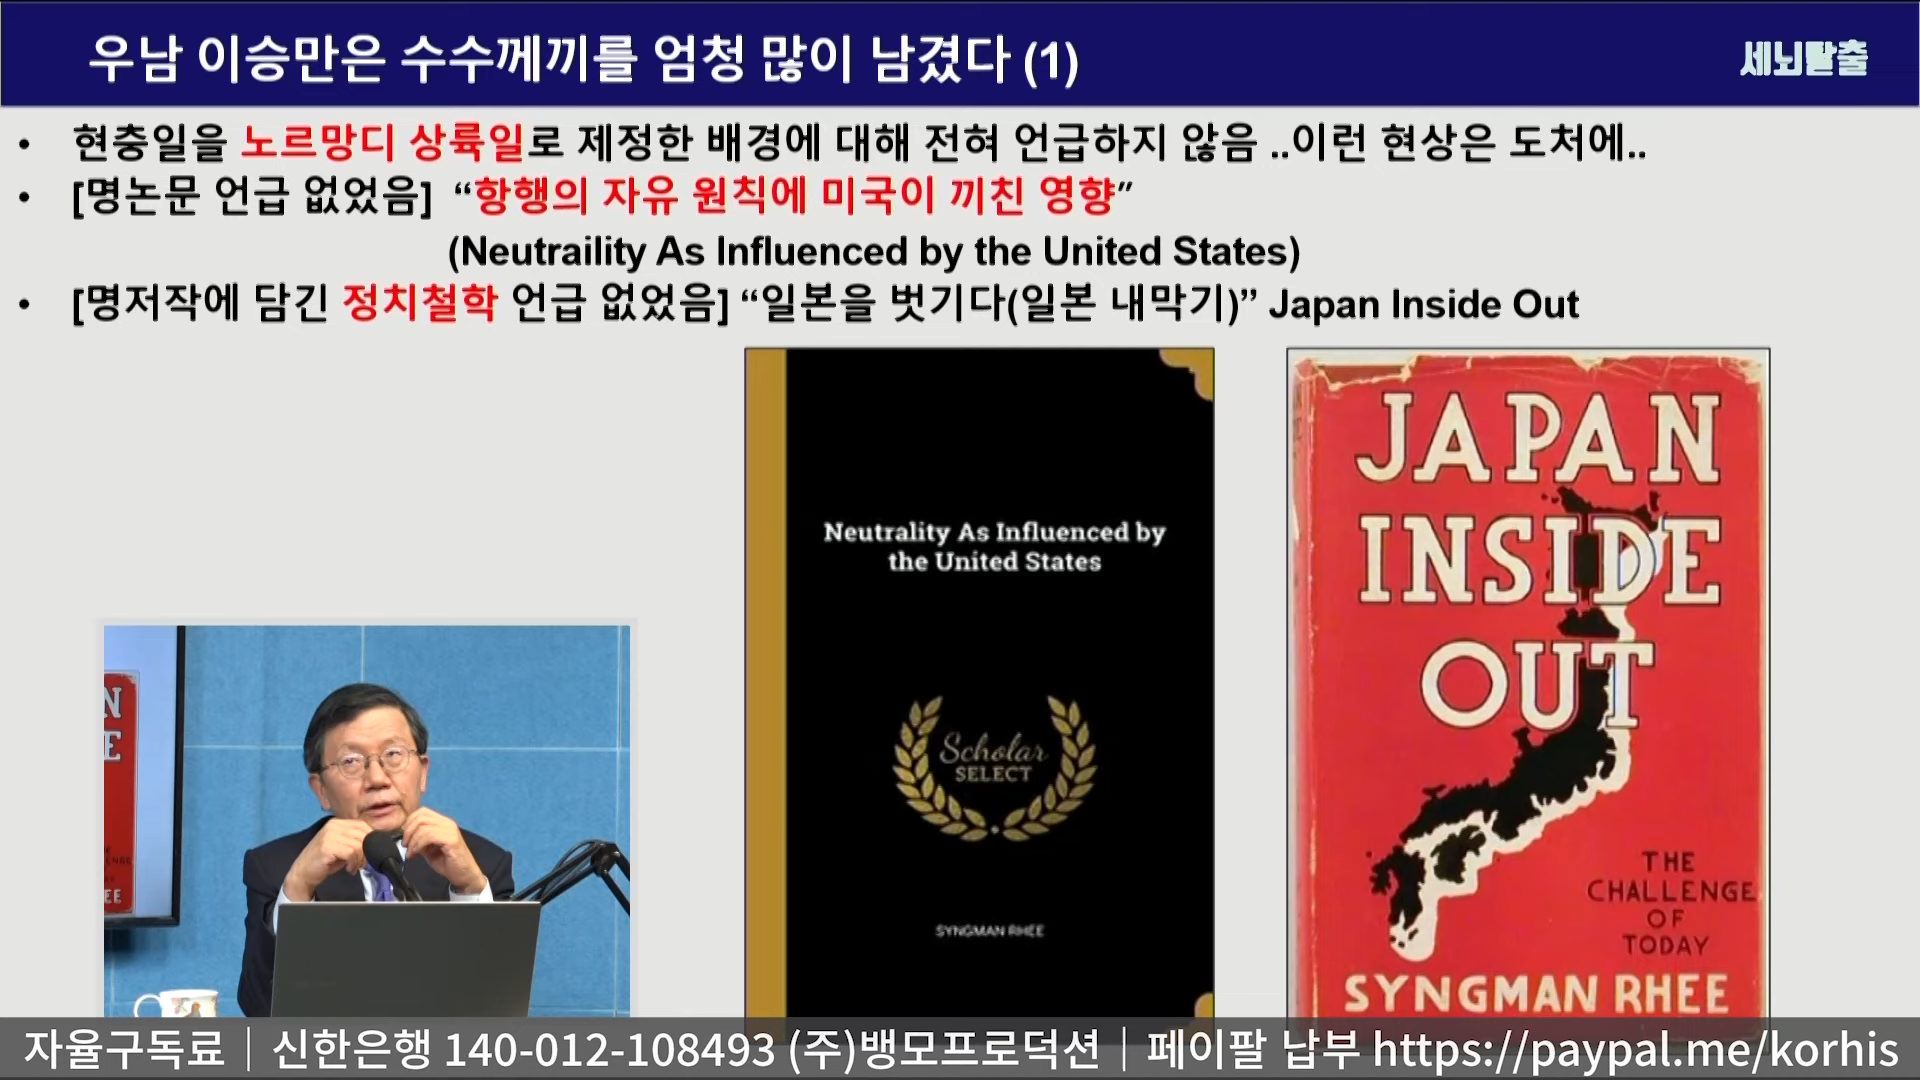 우남 이승만은 수수께끼를 엄청 많이 남겼다 (1)
세뇌탈출
• 현충일을 노르망디 상륙일로 제정한 배경에 대해 전혀 언급하지 않음 ..이런 현상은 도처에..
• [명논문 언급 없었음] “항행의 자유 원칙에 미국이 끼친 영향”
(Neutraility As Influenced by the United States)
• [명저작에 담긴 정치철학 언급 없었음] “일본을 벗기다(일본 내막기)” Japan Inside Out
Neutrality As Influenced by
the United States
Scholar
SELECT
SYNGMAN RHEE
JAPAN
INSIDE
OUT
THE
CHALLENGE
OF
TODAY
SYNGMAN RHEE
N
E
EE
자율구독료｜신한은행 140-012-108493 (주)뱅모프로덕션｜페이팔 납부 https://paypal.me/korhis